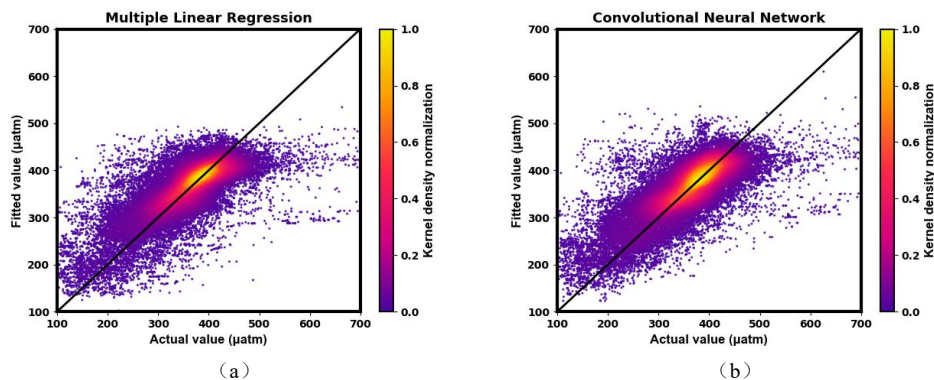 Multiple Linear Regression
700
600
500
400
300
200
100
100 200 300 400 500 600 700
Fitted value (μatm)
Actual value (μatm)
1.0
0.8
0.6
0.4
0.2
0.0
Kernel density normalization
（a）
Convolutional Neural Network
700
600
500
400
300
200
100
100 200 300 400 500 600 700
Fitted value (μatm)
Actual value (μatm)
1.0
0.8
0.6
0.4
0.2
0.0
Kernel density normalization
（b）